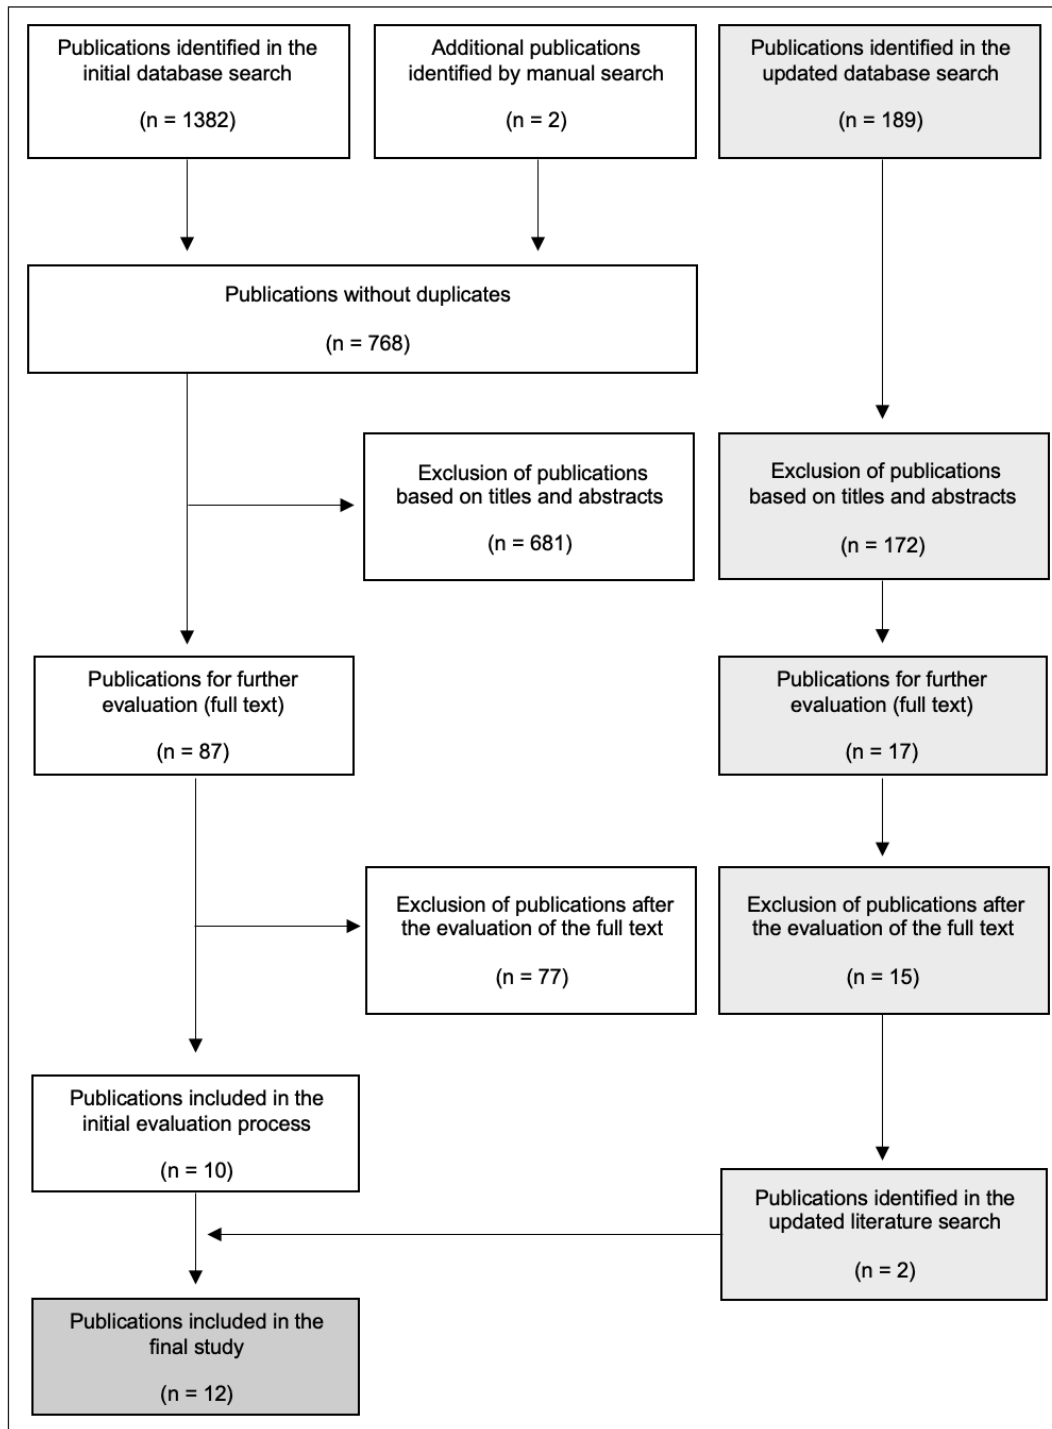 Publications identified in the
initial database search
(n = 1382)
Additional publications
identified by manual search
(n = 2)
Publications identified in the
updated database search
(n = 189)
Publications without duplicates
(n = 768)
Exclusion of publications
based on titles and abstracts
(n = 681)
Exclusion of publications
based on titles and abstracts
(n = 172)
Publications for further
evaluation (full text)
(n = 87)
Publications for further
evaluation (full text)
(n = 17)
Exclusion of publications after
the evaluation of the full text
(n = 77)
Exclusion of publications after
the evaluation of the full text
(n = 15)
Publications included in the
initial evaluation process
(n = 10)
Publications identified in the
updated literature search
(n = 2)
Publications included in the
final study
(n = 12)